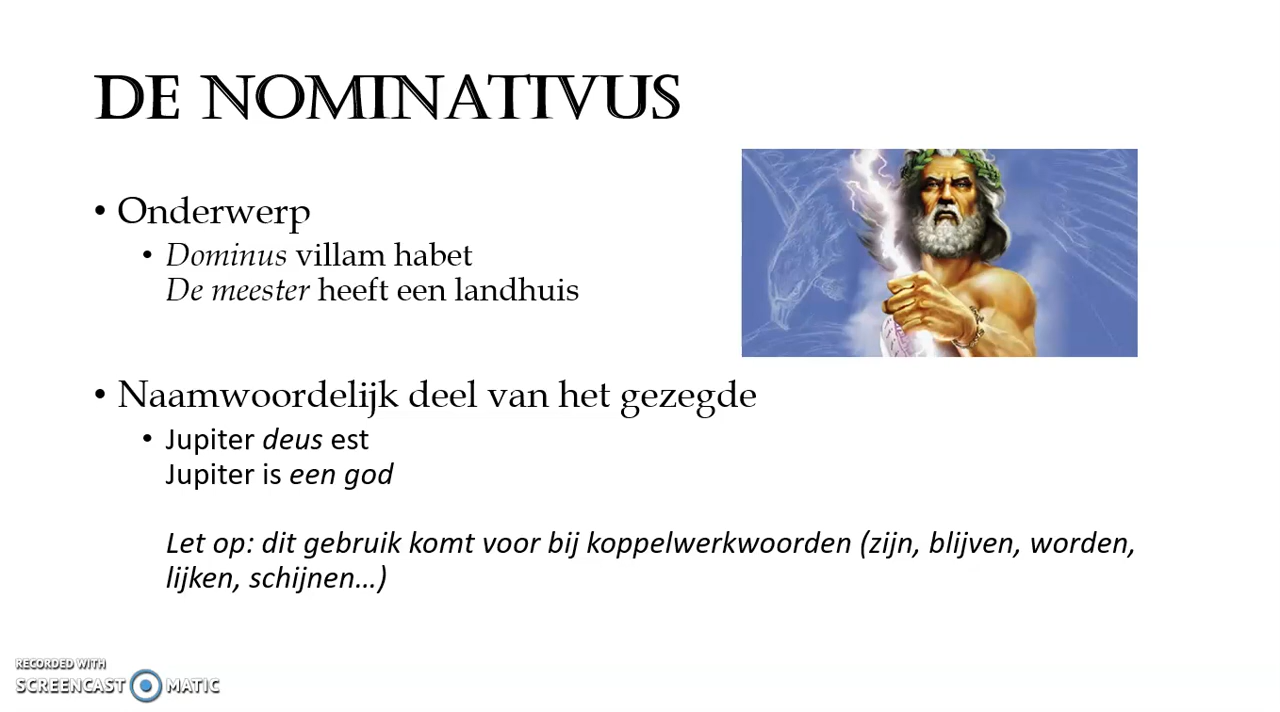 DE NOMINATIVUS
• Onderwerp
• Dominus villam habet
De meester heeft een landhuis
• Naamwoordelijk deel van het gezegde
• Jupiter deus est
Jupiter is een god
Let op: dit gebruik komt voor bij koppelwerkwoorden (zijn, blijven, worden,
lijken, schijnen…)
RECORDED WITH
SCREENCAST MATIC